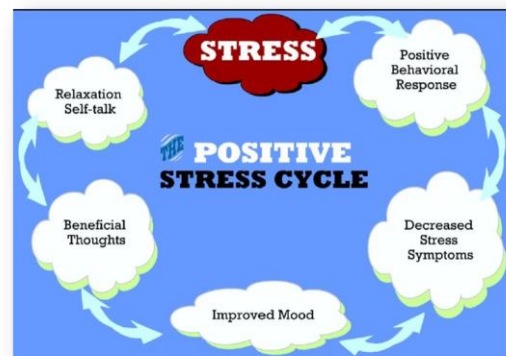 STRESS
Positive
Behavioral
Response
Relaxation
Self-talk
THE POSITIVE
STRESS CYCLE
Beneficial
Thoughts
Decreased
Stress
Symptoms
Improved Mood